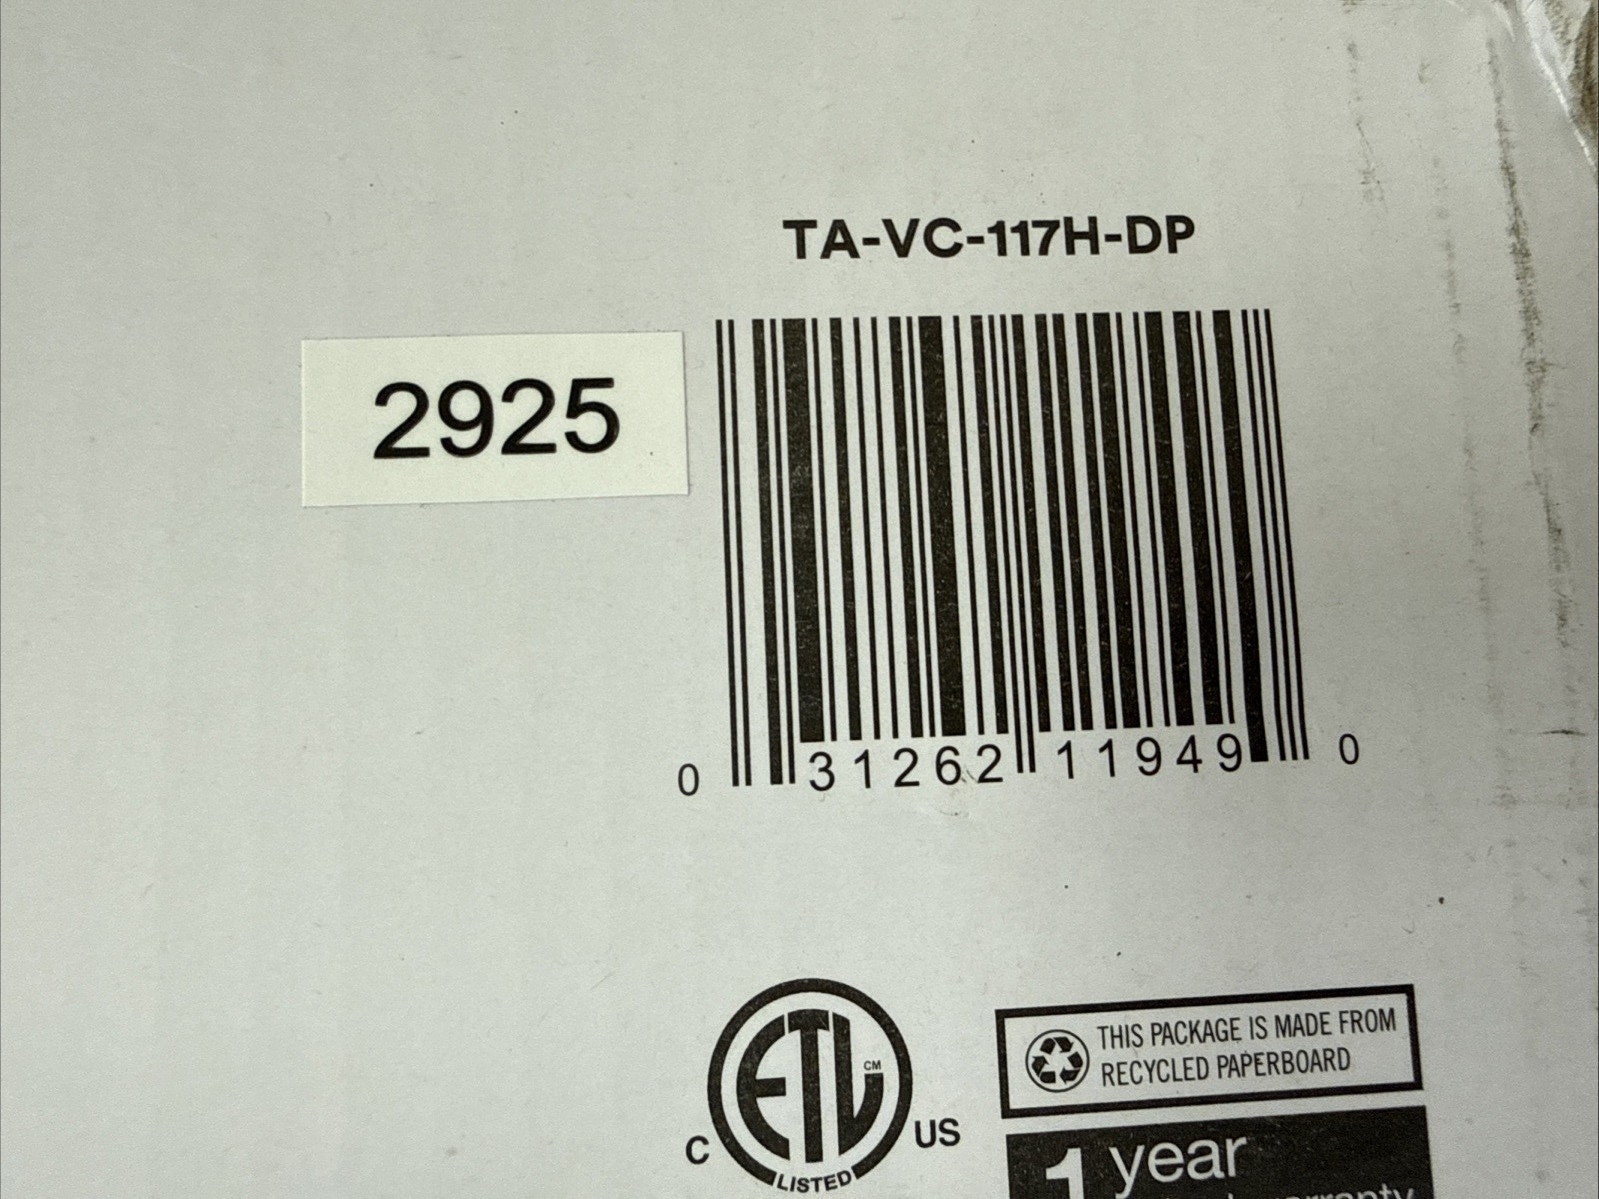 TA-VC-117H-DP
2925
0 31262 11949 0
ETL CM
C US
LISTED
THIS PACKAGE IS MADE FROM
RECYCLED PAPERBOARD
1 year